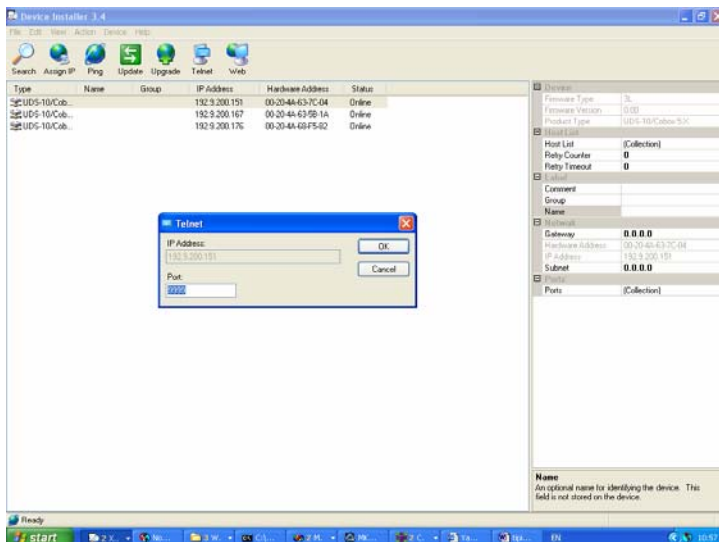 Device Installer 3.4
File Edit View Action Device Help
Search Assign IP Ping Update Upgrade Telnet Web
Type Name Group IP Address Hardware Address Status
UDS-10/Cob... 192.9.200.151 00-20-4A-63-7C-04 Online
UDS-10/Cob... 192.9.200.167 00-20-4A-63-5B-1A Online
UDS-10/Cob... 192.9.200.176 00-20-4A-68-F5-82 Online
Telnet
IP Address:
192.9.200.151
Port:
9999
OK
Cancel
Device
Firmware Type 3L
Firmware Version 0.00
Product Type UDS-10/Cobox 5.X
Host List
Host List (Collection)
Retry Counter 0
Retry Timeout 0
Label
Comment
Group
Name
Network
Gateway 0.0.0.0
Hardware Address 00-20-4A-63-7C-04
IP Address 192.9.200.151
Subnet 0.0.0.0
Ports
Ports (Collection)
Name
An optional name for identifying the device. This
field is not stored on the device.
Ready
start 2 3 W. C:\... 2 M. 2 C. EN 10:57